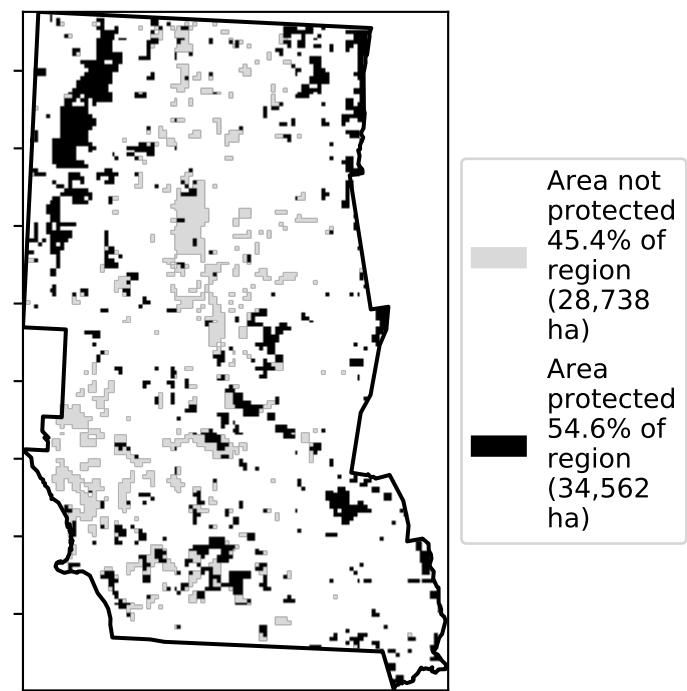 Area not
protected
45.4% of
region
(28,738
ha)
Area
protected
54.6% of
region
(34,562
ha)